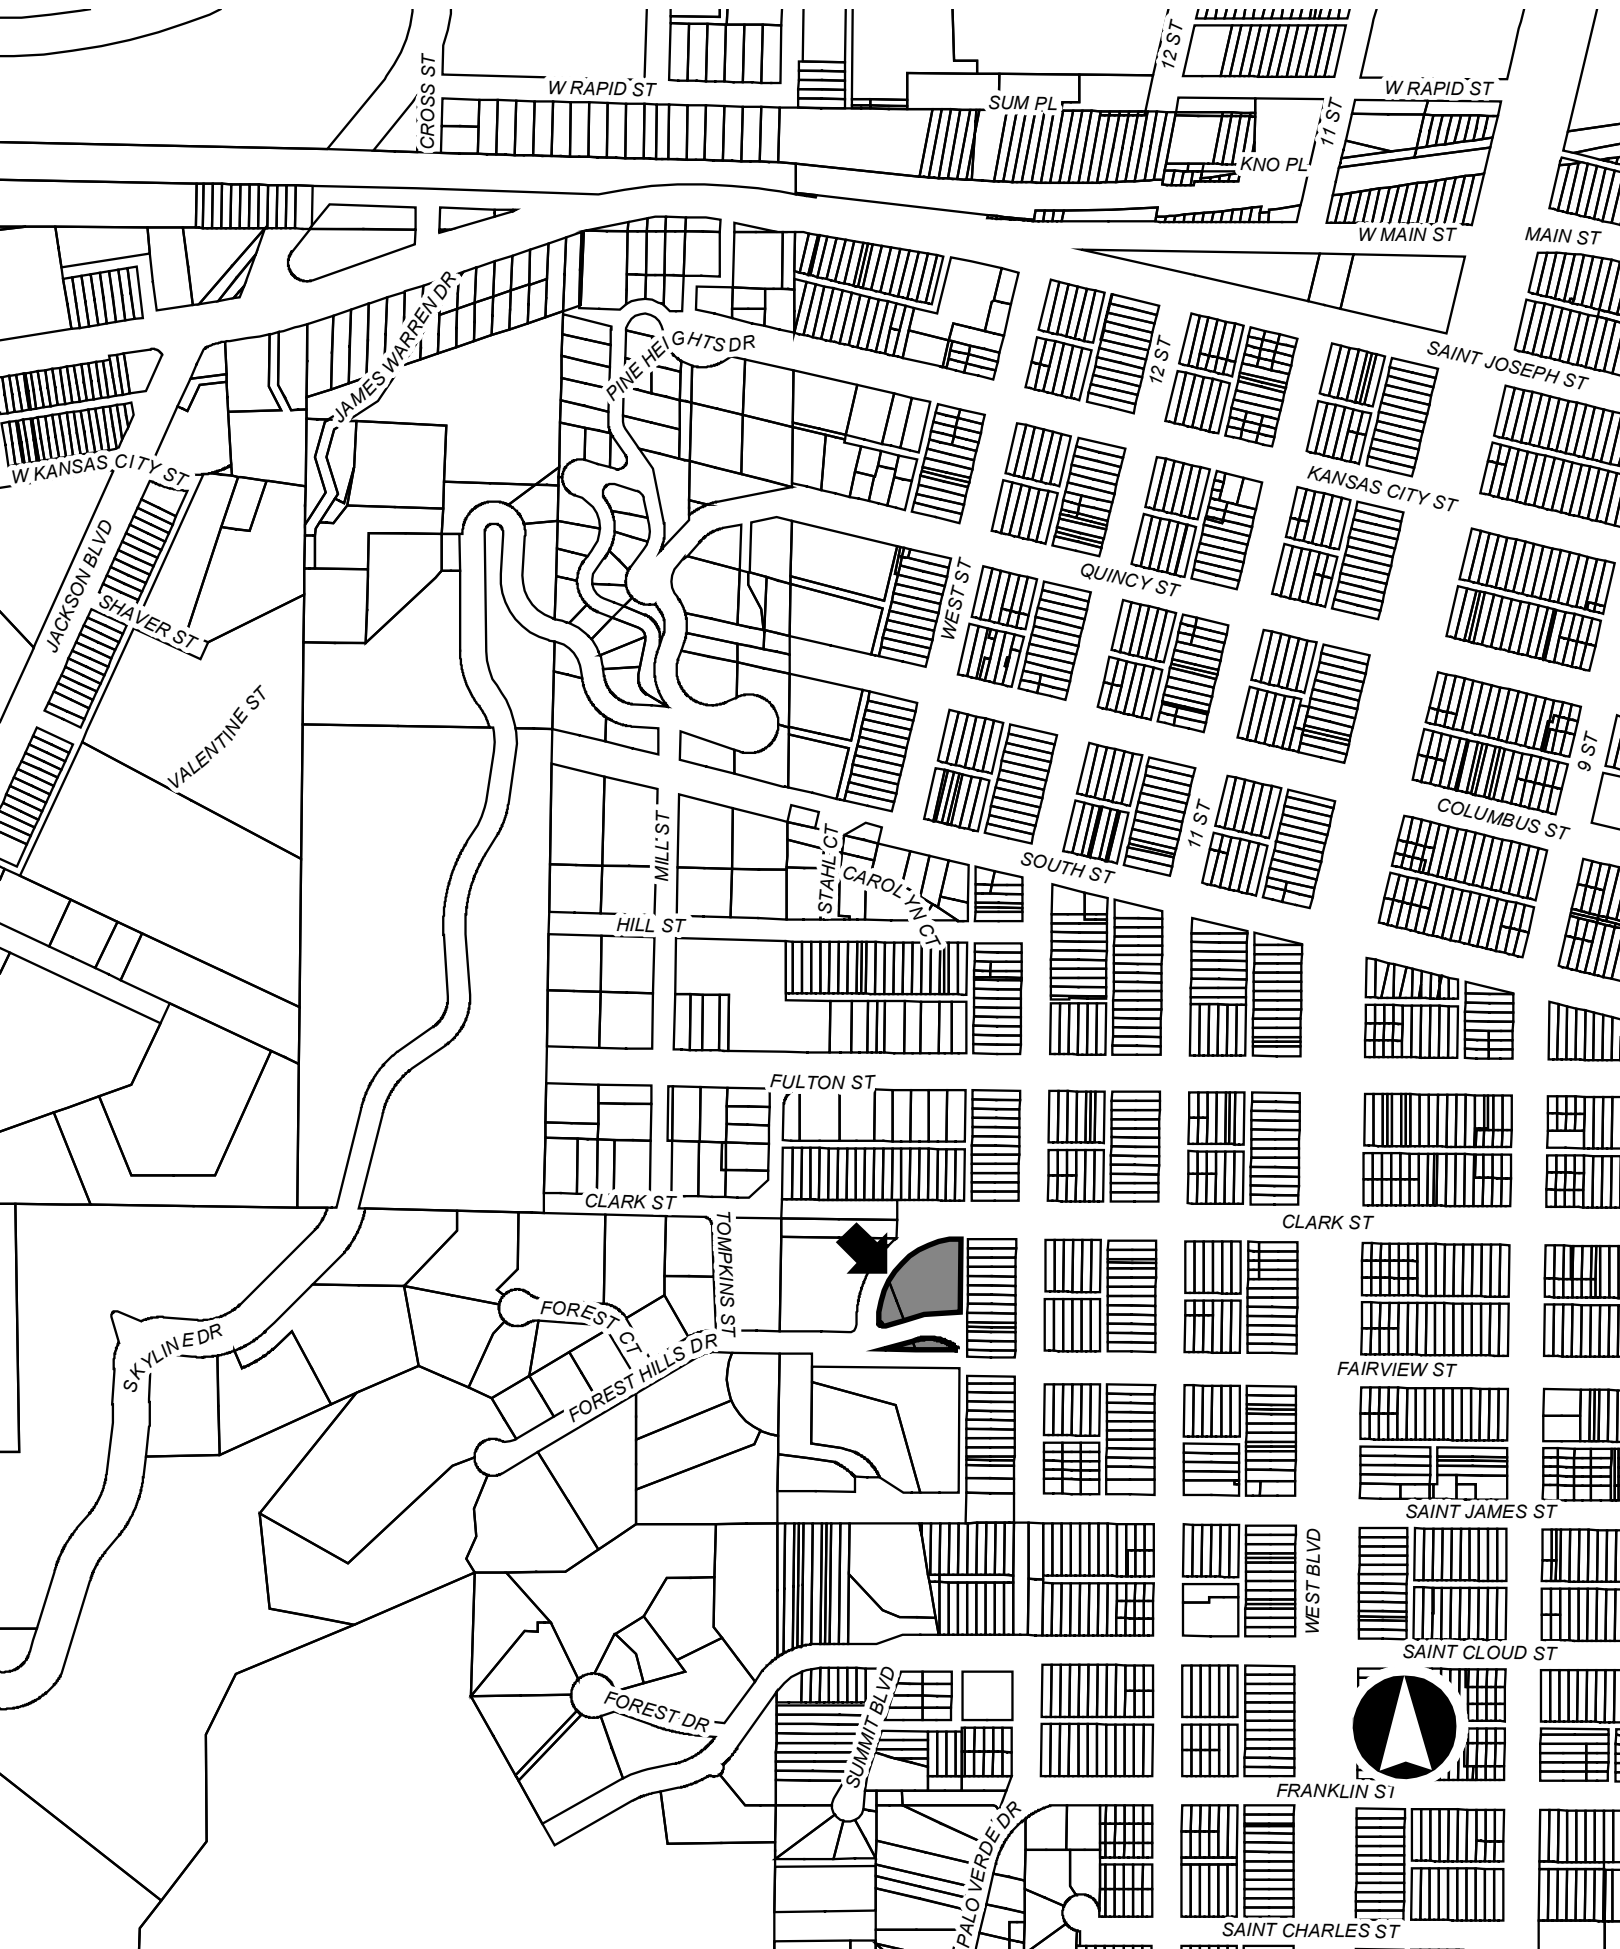 12 ST
CROSS ST
W RAPID ST
W RAPID ST
SUM PL
11 ST
KNO PL
W MAIN ST
MAIN ST
JAMES WARREN DR
PINE HEIGHTS DR
12 ST
SAINT JOSEPH ST
W KANSAS CITY ST
KANSAS CITY ST
JACKSON BLVD
QUINCY ST
WEST ST
SHAVER ST
VALENTINE ST
9 ST
COLUMBUS ST
11 ST
MILL ST
STAHL CT
CAROLYN CT
SOUTH ST
HILL ST
FULTON ST
CLARK ST
CLARK ST
TOMPKINS ST
FOREST CT
SKYLINE DR
FOREST HILLS DR
FAIRVIEW ST
SAINT JAMES ST
WEST BLVD
SAINT CLOUD ST
FOREST DR
SUMMIT BLVD
FRANKLIN ST
PALO VERDE DR
SAINT CHARLES ST